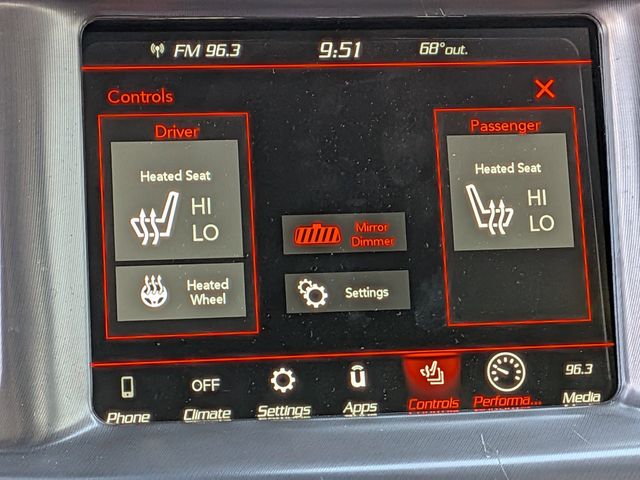 FM 96.3 9:51 68° out.
Controls
Driver
Heated Seat
HI
LO
Heated
Wheel
Mirror
Dimmer
Settings
Passenger
Heated Seat
HI
LO
Phone
OFF
Climate
Settings
Apps
Controls
Performa...
96.3
Media